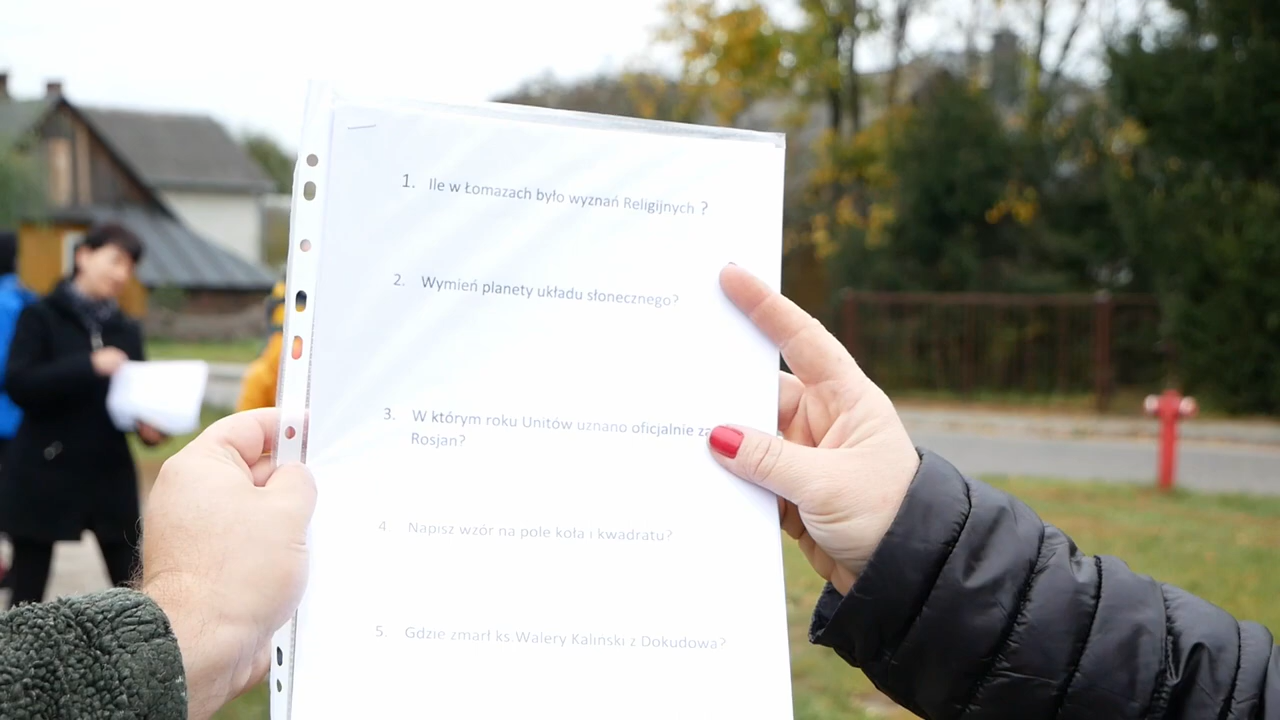 1. Ile w Łomazach było wyznań Religijnych ?
2. Wymień planety układu słonecznego?
3. W którym roku Unitów uznano oficjalnie za
Rosjan?
4 Napisz wzór na pole koła i kwadratu?
5. Gdzie zmarł ks.Walery Kaliński z Dokudowa?